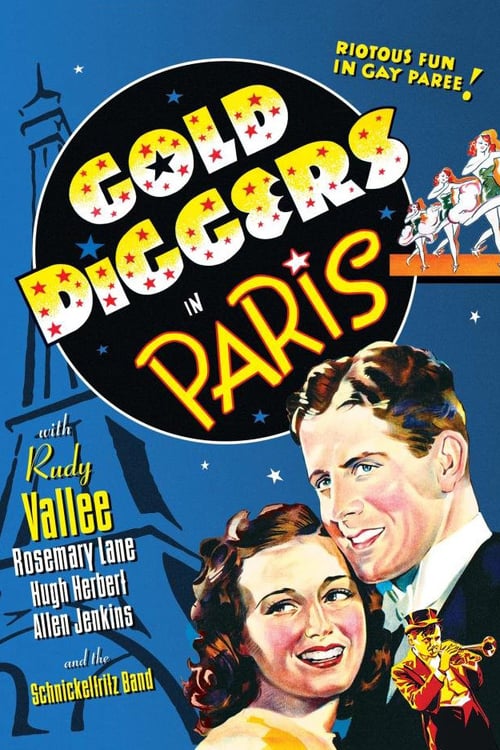 RIOTOUS FUN
IN GAY PAREE!
GOLD
DIGGERS
IN
PARIS
with
Rudy
Vallee
Rosemary Lane
Hugh Herbert
Allen Jenkins
and the
Schnickelfritz Band